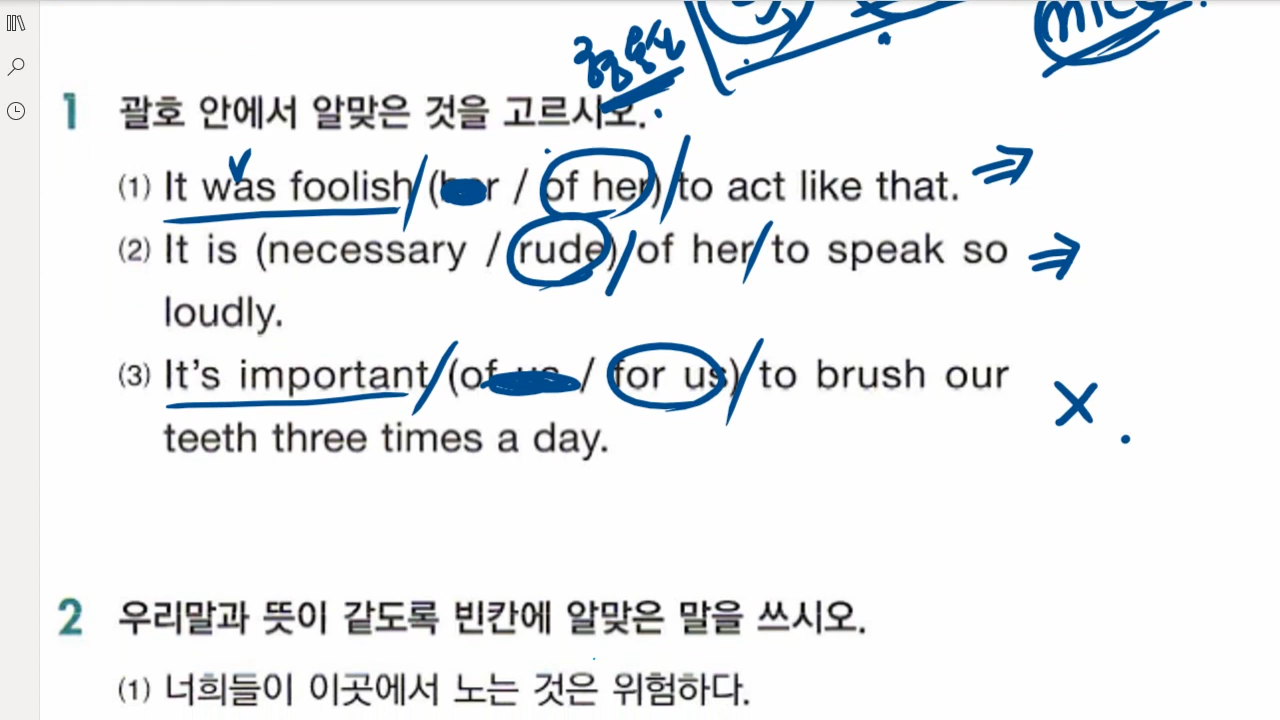 nice
형용사
1 괄호 안에서 알맞은 것을 고르시오.
(1) It was foolish (her / of her) to act like that.
(2) It is (necessary / rude) of her to speak so
loudly.
(3) It's important (of us / for us) to brush our
teeth three times a day.
2 우리말과 뜻이 같도록 빈칸에 알맞은 말을 쓰시오.
(1) 너희들이 이곳에서 노는 것은 위험하다.